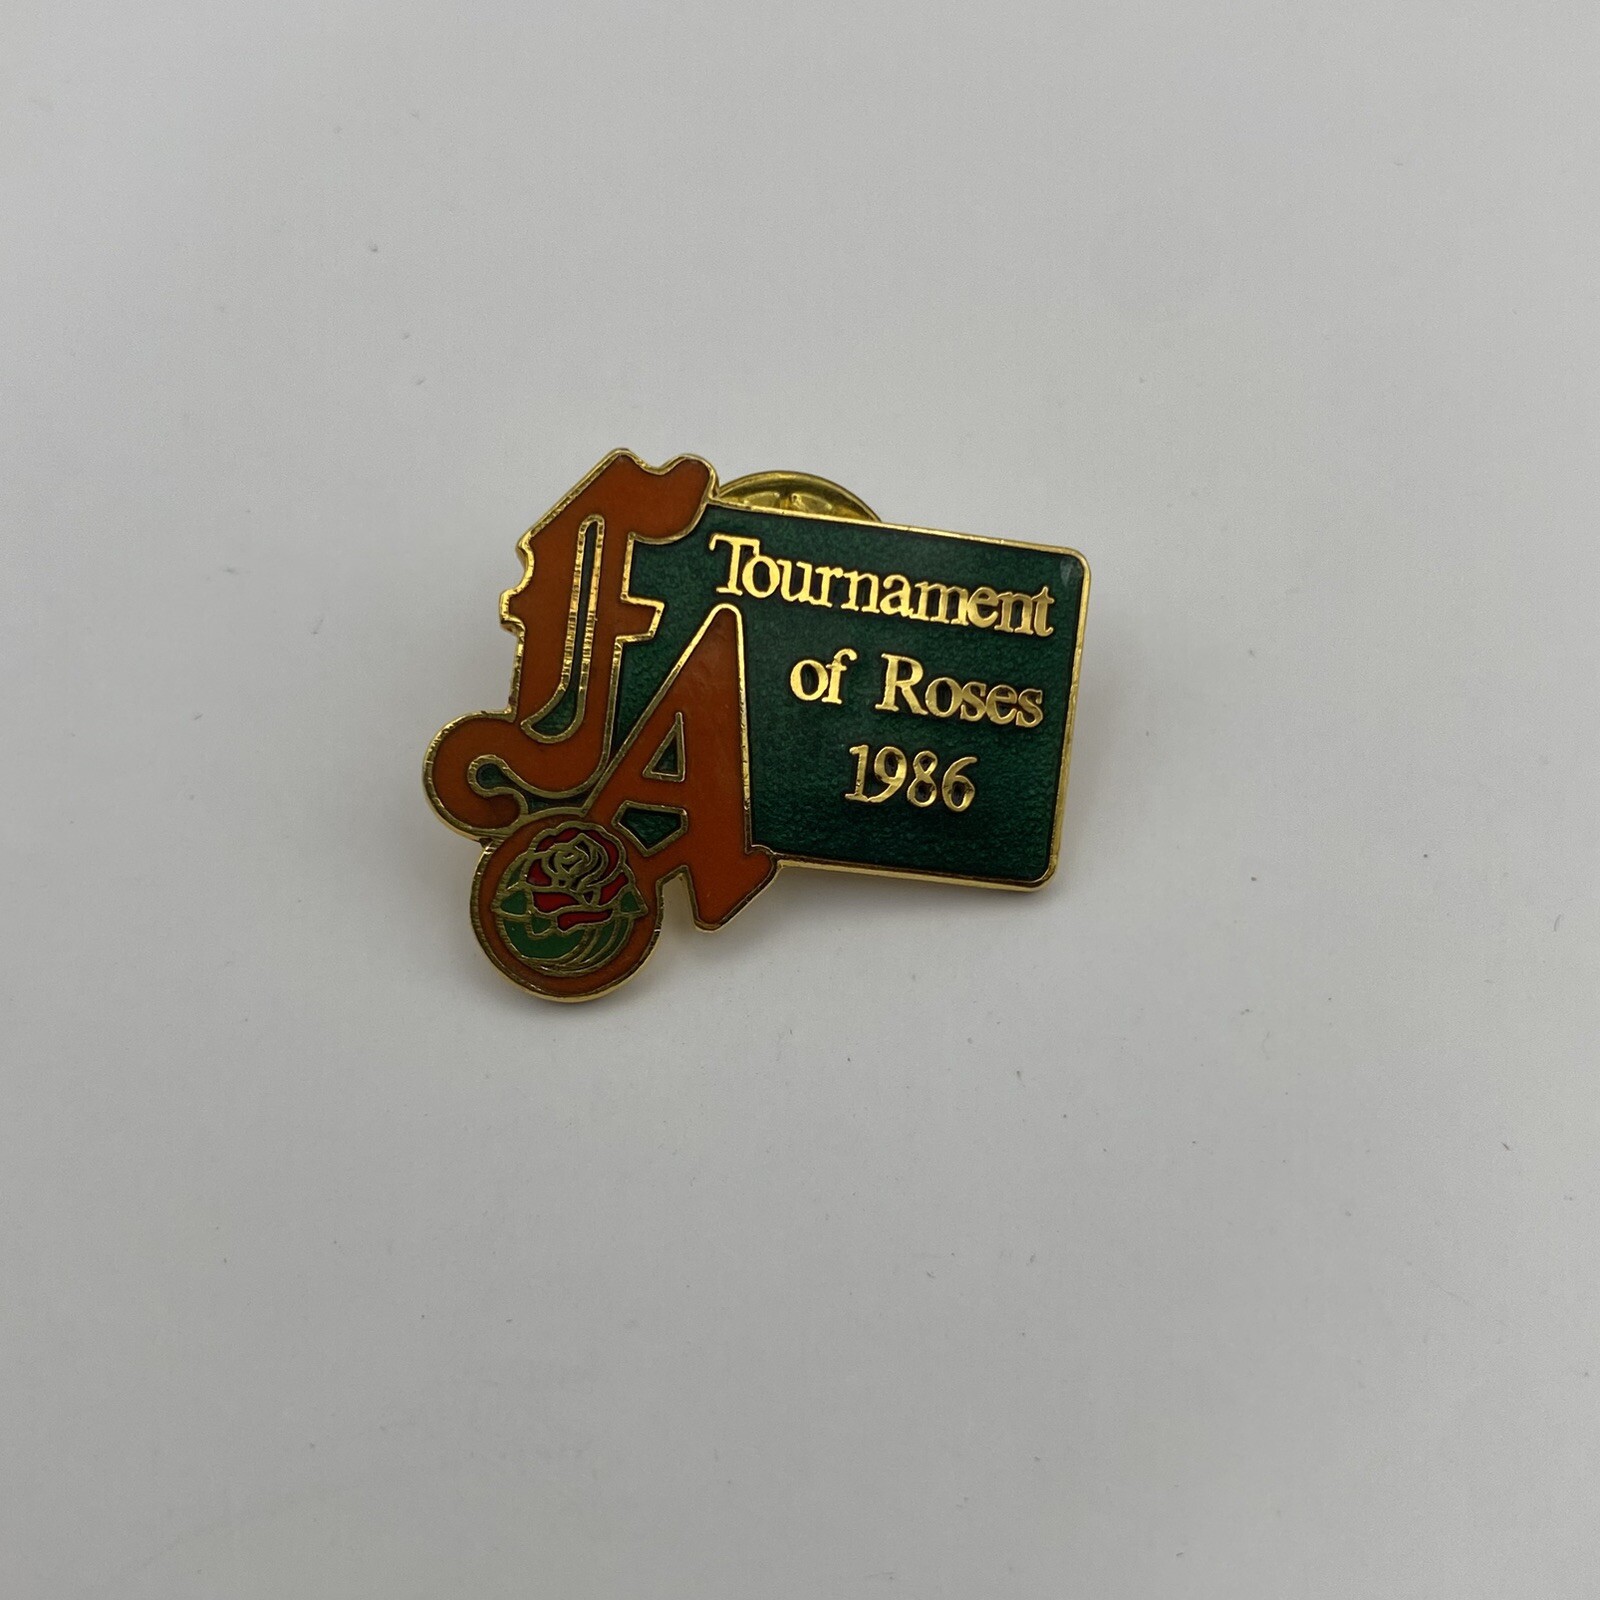 FA
Tournament
of Roses
1986